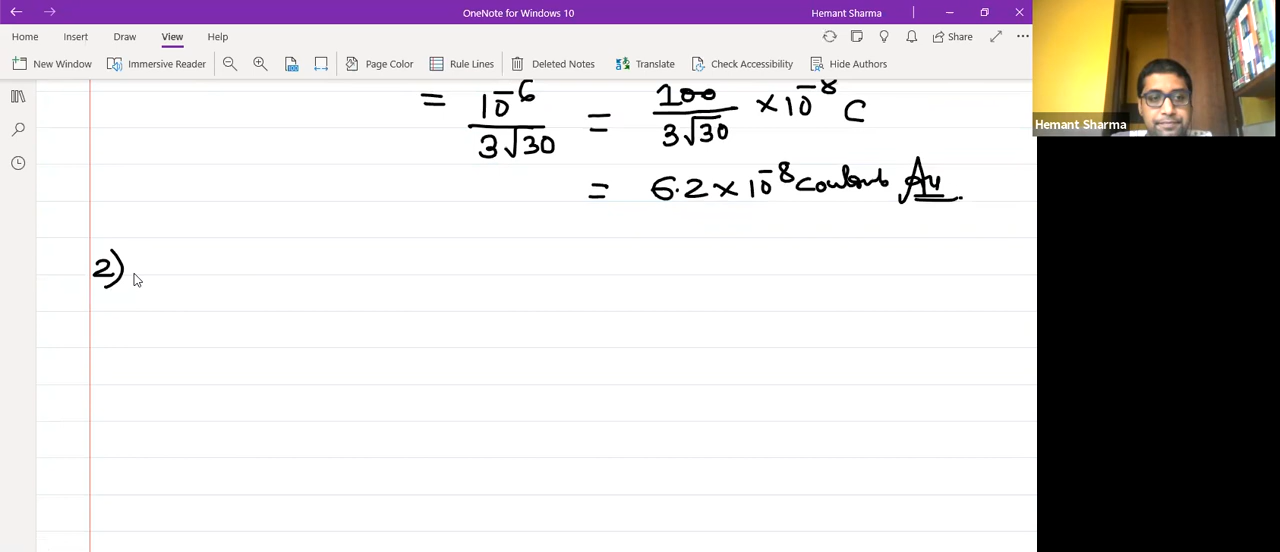 OneNote for Windows 10
Hemant Sharma
Home Insert Draw View Help
Share
New Window Immersive Reader Page Color Rule Lines Deleted Notes Translate Check Accessibility Hide Authors
Hemant Sharma
= 10⁻⁶ / 3√30 = 100 / 3√30 × 10⁻⁸ C
= 6.2 × 10⁻⁸
2)